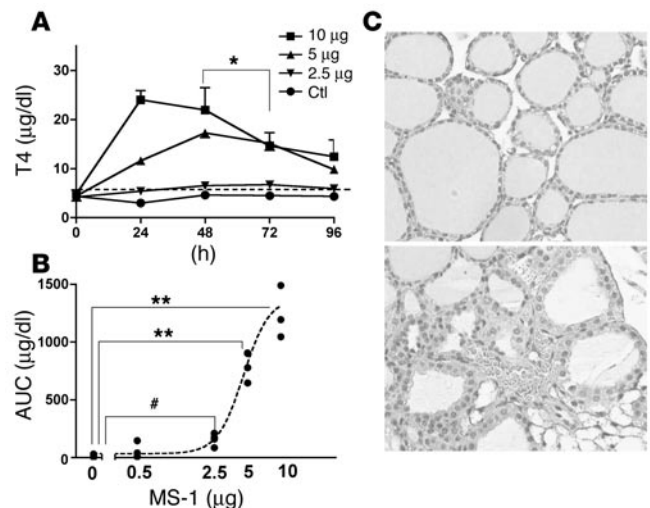 A
C
10 µg
5 µg
2.5 µg
Ctl
*
T4 (µg/dl)
30
20
10
0
0 24 48 72 96
(h)
B
AUC (µg/dl)
1500
1000
500
0
**
**
#
0 0.5 2.5 5 10
MS-1 (µg)